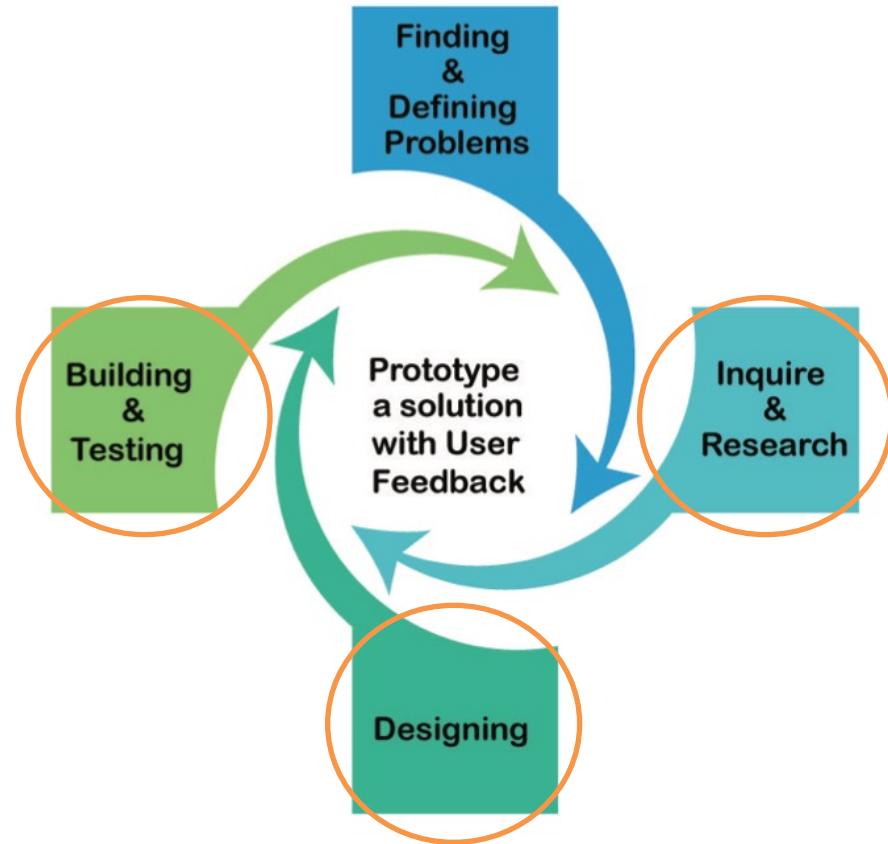 Finding
&
Defining
Problems
Inquire
&
Research
Designing
Building
&
Testing
Prototype
a solution
with User
Feedback